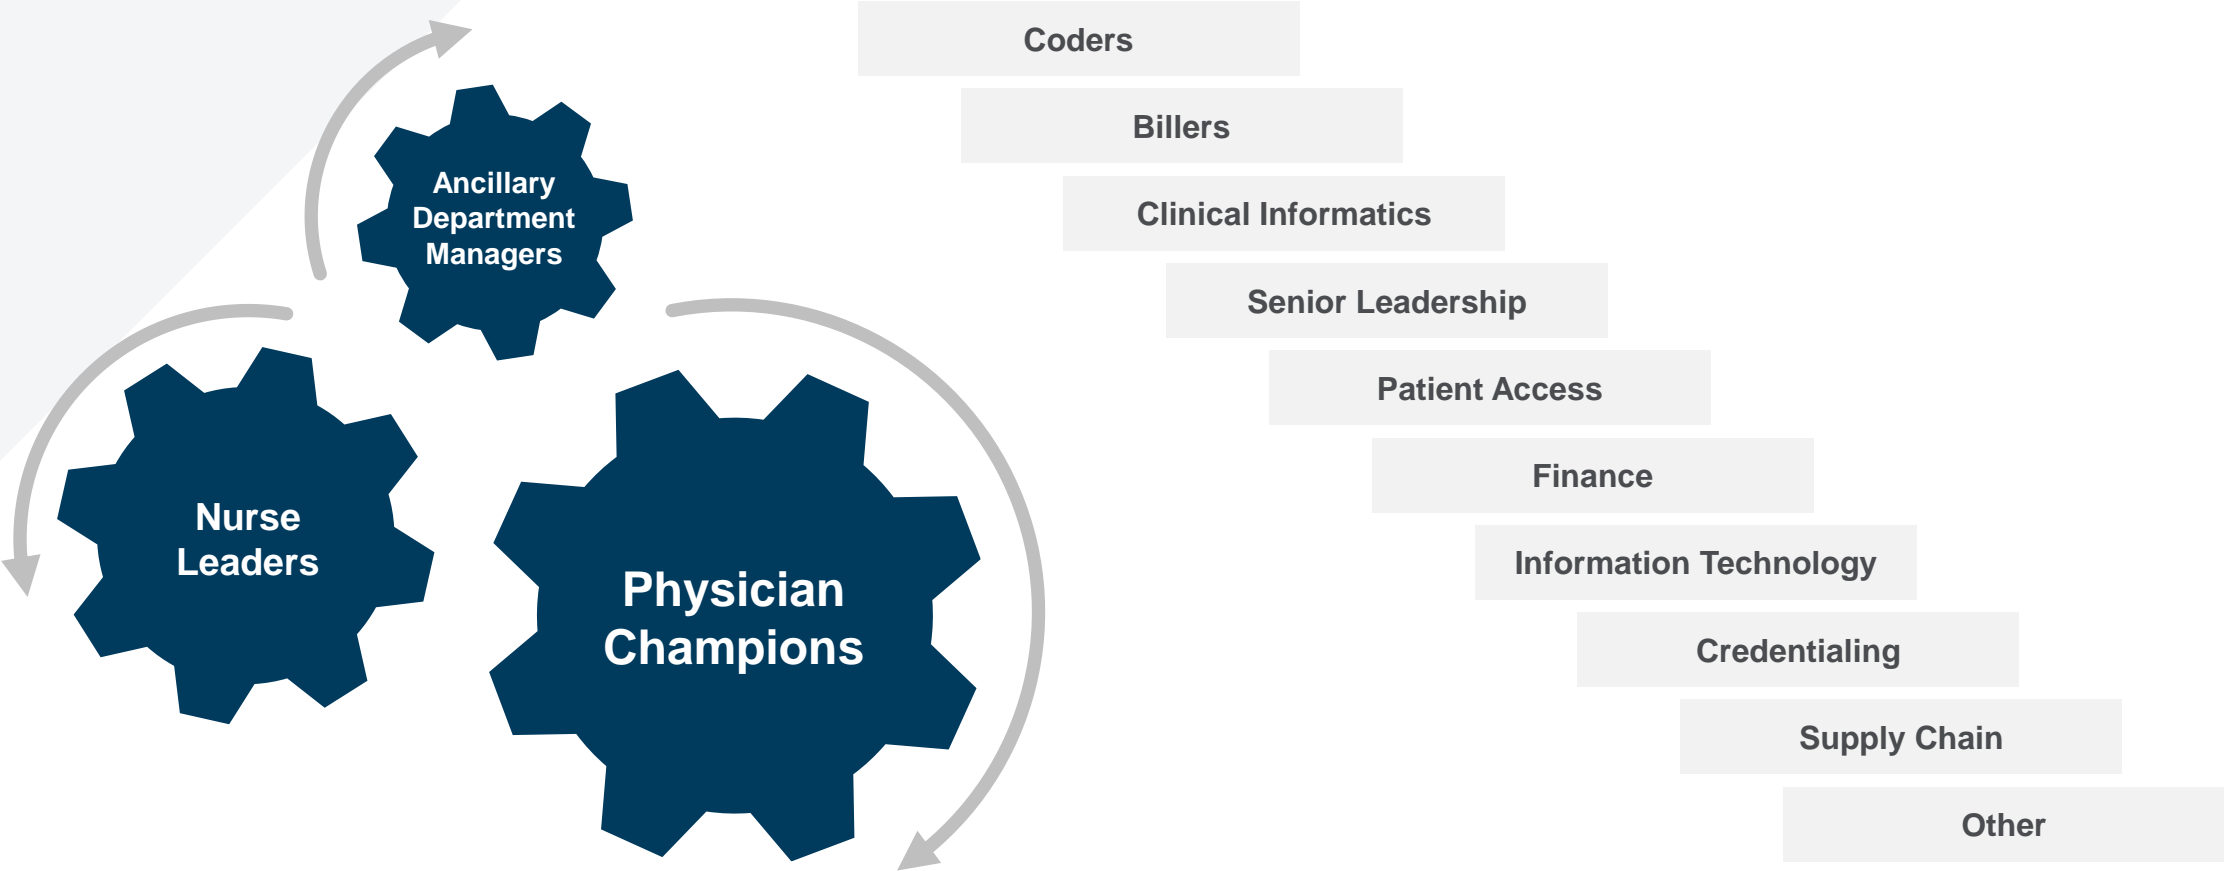 Ancillary
Department
Managers
Nurse
Leaders
Physician
Champions
Coders
Billers
Clinical Informatics
Senior Leadership
Patient Access
Finance
Information Technology
Credentialing
Supply Chain
Other